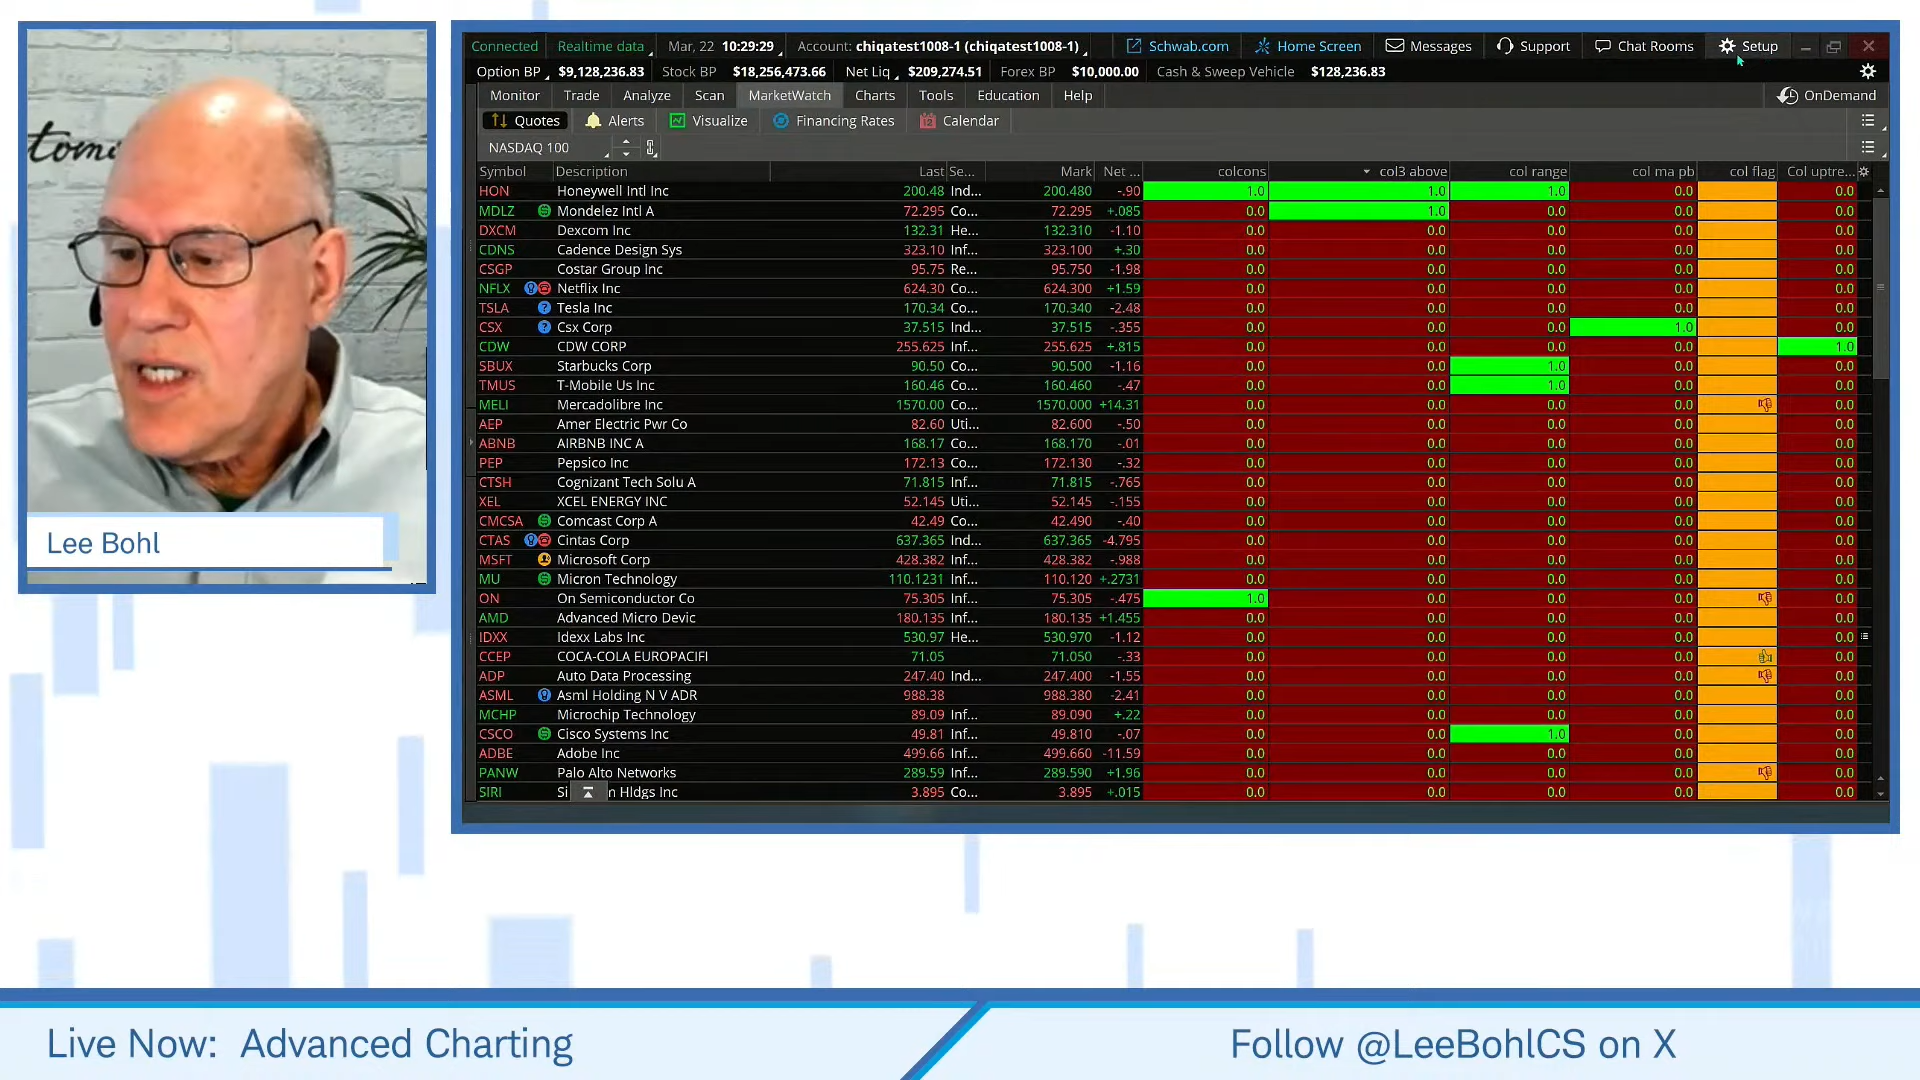 Lee Bohl
Connected Realtime data Mar, 22 10:29:29 Account: chiqatest1008-1 (chiqatest1008-1) Schwab.com Home Screen Messages Support Chat Rooms Setup
Option BP $9,128,236.83 Stock BP $18,256,473.66 Net Liq $209,274.51 Forex BP $10,000.00 Cash & Sweep Vehicle $128,236.83
Monitor Trade Analyze Scan MarketWatch Charts Tools Education Help OnDemand
Quotes Alerts Visualize Financing Rates Calendar
NASDAQ 100
Symbol Description Last Se... Mark Net ... colcons col3 above col range col ma pb col flag Col uptre...
HON Honeywell Intl Inc 200.48 Ind... 200.480 -.90 1.0 1.0 1.0 0.0 0.0
MDLZ Mondelez Intl A 72.295 Co... 72.295 +.085 0.0 1.0 0.0 0.0 0.0
DXCM Dexcom Inc 132.31 He... 132.310 -1.10 0.0 0.0 0.0 0.0 0.0
CDNS Cadence Design Sys 323.10 Inf... 323.100 +.30 0.0 0.0 0.0 0.0 0.0
CSGP Costar Group Inc 95.75 Re... 95.750 -1.98 0.0 0.0 0.0 0.0 0.0
NFLX Netflix Inc 624.30 Co... 624.300 +1.59 0.0 0.0 0.0 0.0 0.0
TSLA Tesla Inc 170.34 Co... 170.340 -2.48 0.0 0.0 0.0 0.0 0.0
CSX Csx Corp 37.515 Ind... 37.515 -.355 0.0 0.0 0.0 1.0 0.0
CDW CDW CORP 255.625 Inf... 255.625 +.815 0.0 0.0 0.0 0.0 1.0
SBUX Starbucks Corp 90.50 Co... 90.500 -1.16 0.0 0.0 1.0 0.0 0.0
TMUS T-Mobile Us Inc 160.46 Co... 160.460 -.47 0.0 0.0 1.0 0.0 0.0
MELI Mercadolibre Inc 1570.00 Co... 1570.000 +14.31 0.0 0.0 0.0 0.0 0.0
AEP Amer Electric Pwr Co 82.60 Uti... 82.600 -.50 0.0 0.0 0.0 0.0 0.0
ABNB AIRBNB INC A 168.17 Co... 168.170 -.01 0.0 0.0 0.0 0.0 0.0
PEP Pepsico Inc 172.13 Co... 172.130 -.32 0.0 0.0 0.0 0.0 0.0
CTSH Cognizant Tech Solu A 71.815 Inf... 71.815 -.765 0.0 0.0 0.0 0.0 0.0
XEL XCEL ENERGY INC 52.145 Uti... 52.145 -.155 0.0 0.0 0.0 0.0 0.0
CMCSA Comcast Corp A 42.49 Co... 42.490 -.40 0.0 0.0 0.0 0.0 0.0
CTAS Cintas Corp 637.365 Ind... 637.365 -4.795 0.0 0.0 0.0 0.0 0.0
MSFT Microsoft Corp 428.382 Inf... 428.382 -.988 0.0 0.0 0.0 0.0 0.0
MU Micron Technology 110.1231 Inf... 110.120 +.2731 0.0 0.0 0.0 0.0 0.0
ON On Semiconductor Co 75.305 Inf... 75.305 -.475 1.0 0.0 0.0 0.0 0.0
AMD Advanced Micro Devic 180.135 Inf... 180.135 +1.455 0.0 0.0 0.0 0.0 0.0
IDXX Idexx Labs Inc 530.97 He... 530.970 -1.12 0.0 0.0 0.0 0.0 0.0
CCEP COCA-COLA EUROPACIFI 71.05 71.050 -.33 0.0 0.0 0.0 0.0 0.0
ADP Auto Data Processing 247.40 Ind... 247.400 -1.55 0.0 0.0 0.0 0.0 0.0
ASML Asml Holding N V ADR 988.38 988.380 -2.41 0.0 0.0 0.0 0.0 0.0
MCHP Microchip Technology 89.09 Inf... 89.090 +.22 0.0 0.0 0.0 0.0 0.0
CSCO Cisco Systems Inc 49.81 Inf... 49.810 -.07 0.0 0.0 1.0 0.0 0.0
ADBE Adobe Inc 499.66 Inf... 499.660 -11.59 0.0 0.0 0.0 0.0 0.0
PANW Palo Alto Networks 289.59 Inf... 289.590 +1.96 0.0 0.0 0.0 0.0 0.0
SIRI Si m Hldgs Inc 3.895 Co... 3.895 +.015 0.0 0.0 0.0 0.0 0.0
Live Now: Advanced Charting
Follow @LeeBohlCS on X